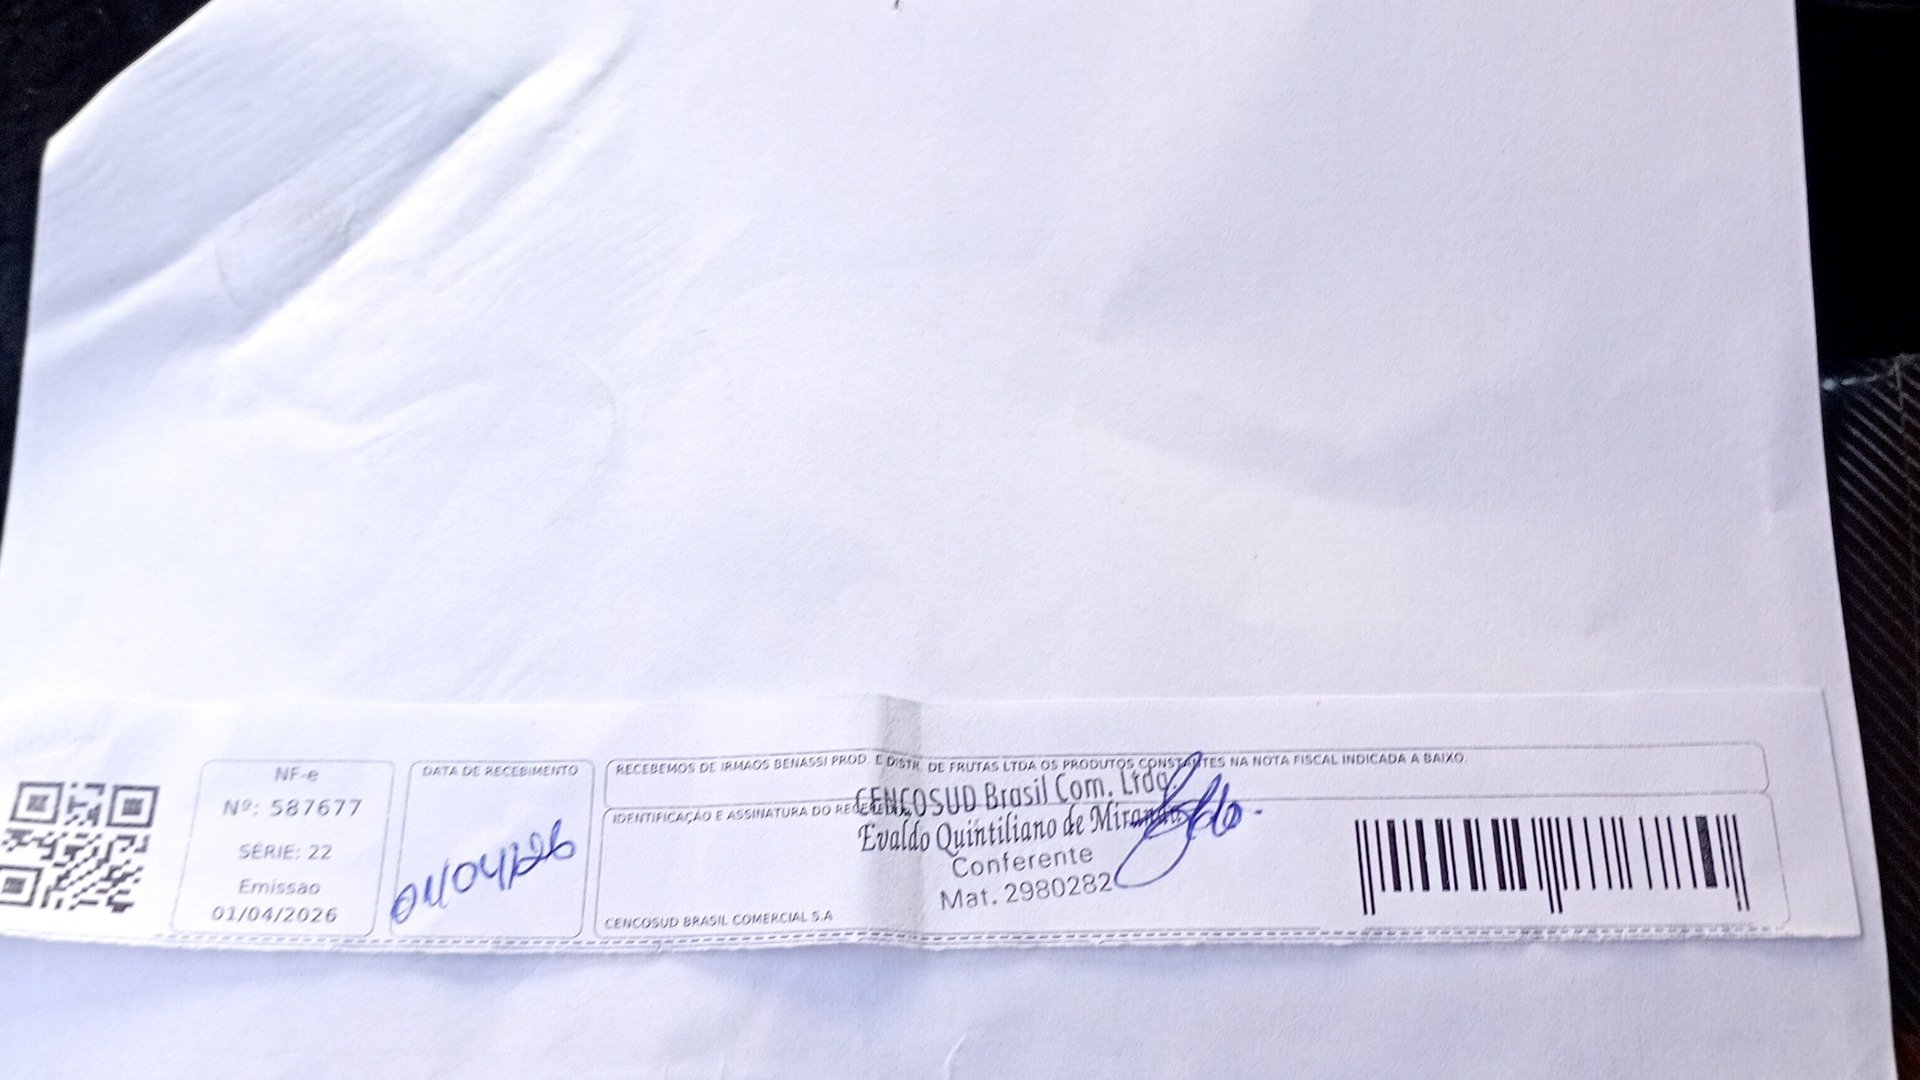 NF-e
Nº: 587677
SÉRIE: 22
Emissao
01/04/2026
DATA DE RECEBIMENTO
01/04/26
RECEBEMOS DE IRMAOS BENASSI PROD. E DISTR. DE FRUTAS LTDA OS PRODUTOS CONSTANTES NA NOTA FISCAL INDICADA A BAIXO.
IDENTIFICAÇÃO E ASSINATURA DO
CENCOSUD Brasil Com. Ltda
Evaldo Quintiliano de Miranda
Conferente
Mat. 2980282
CENCOSUD BRASIL COMERCIAL S.A